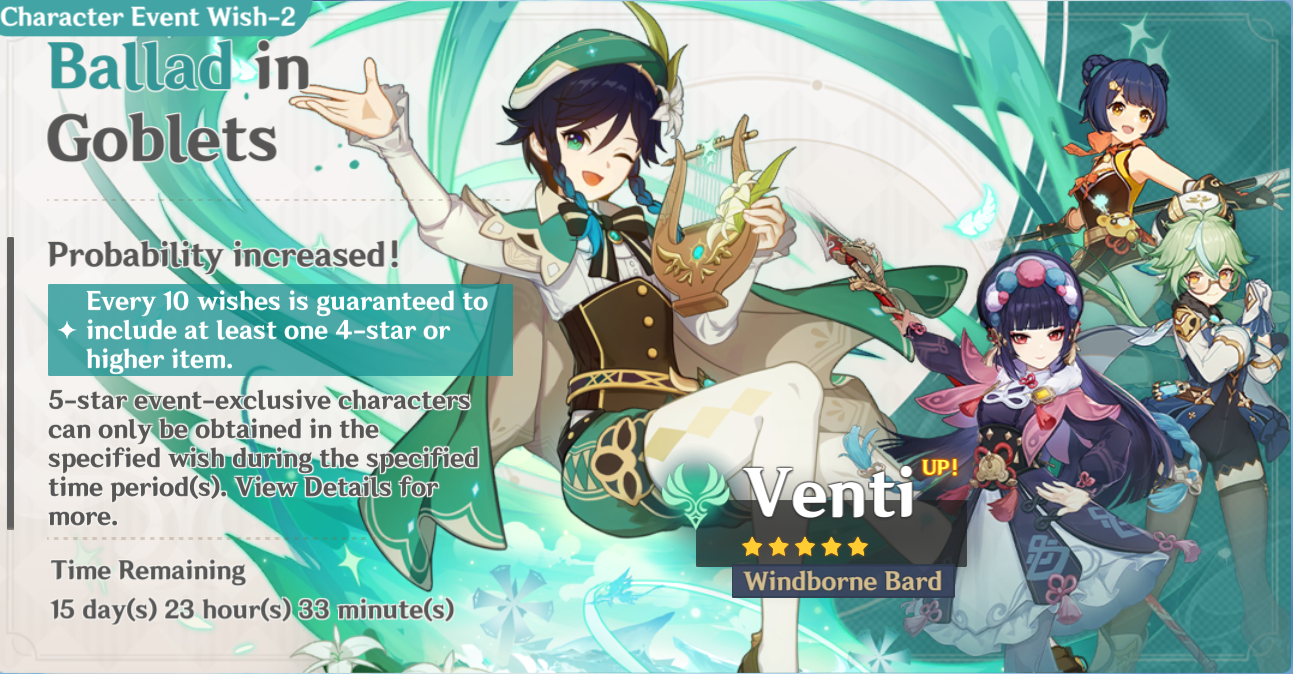 Character Event Wish-2
Ballad in
Goblets
Probability increased!
Every 10 wishes is guaranteed to
include at least one 4-star or
higher item.
5-star event-exclusive characters
can only be obtained in the
specified wish during the specified
time period(s). View Details for
more.
Time Remaining
15 day(s) 23 hour(s) 33 minute(s)
Venti UP!
Windborne Bard